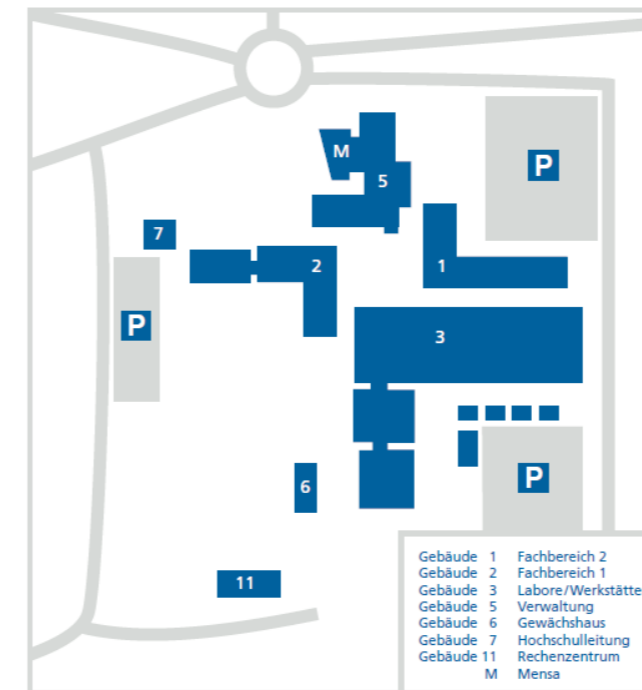 M
5
P
7
2
1
P
3
6
P
11
Gebäude 1 Fachbereich 2
Gebäude 2 Fachbereich 1
Gebäude 3 Labore/Werkstätte
Gebäude 5 Verwaltung
Gebäude 6 Gewächshaus
Gebäude 7 Hochschulleitung
Gebäude 11 Rechenzentrum
M Mensa